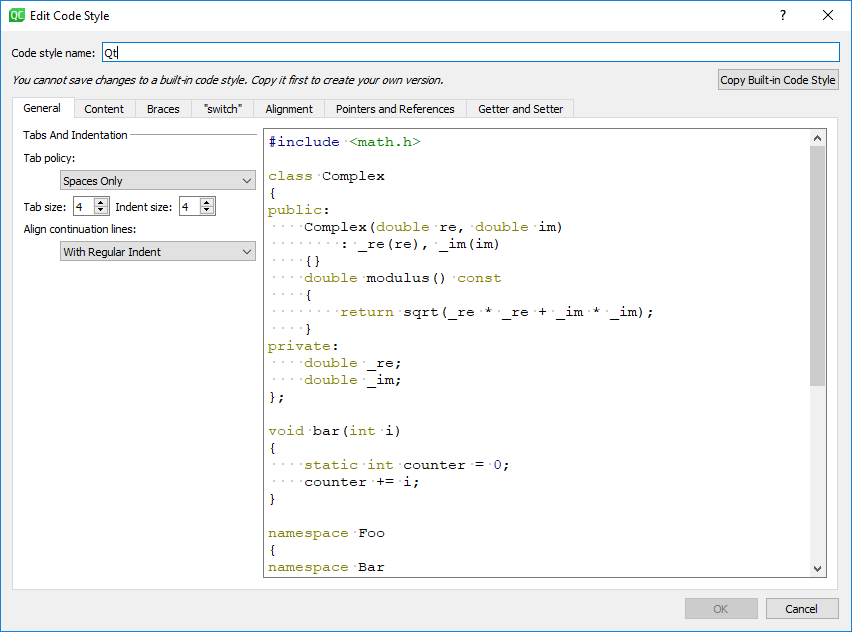 QC Edit Code Style ?
Code style name: Qt
You cannot save changes to a built-in code style. Copy it first to create your own version. Copy Built-in Code Style
General Content Braces "switch" Alignment Pointers and References Getter and Setter
Tabs And Indentation
Tab policy:
Spaces Only
Tab size: 4 Indent size: 4
Align continuation lines:
With Regular Indent
#include <math.h>
class Complex
{
public:
    Complex(double re, double im)
        : _re(re), _im(im)
    {}
    double modulus() const
    {
        return sqrt(_re * _re + _im * _im);
    }
private:
    double _re;
    double _im;
};
void bar(int i)
{
    static int counter = 0;
    counter += i;
}
namespace Foo
{
namespace Bar
OK Cancel